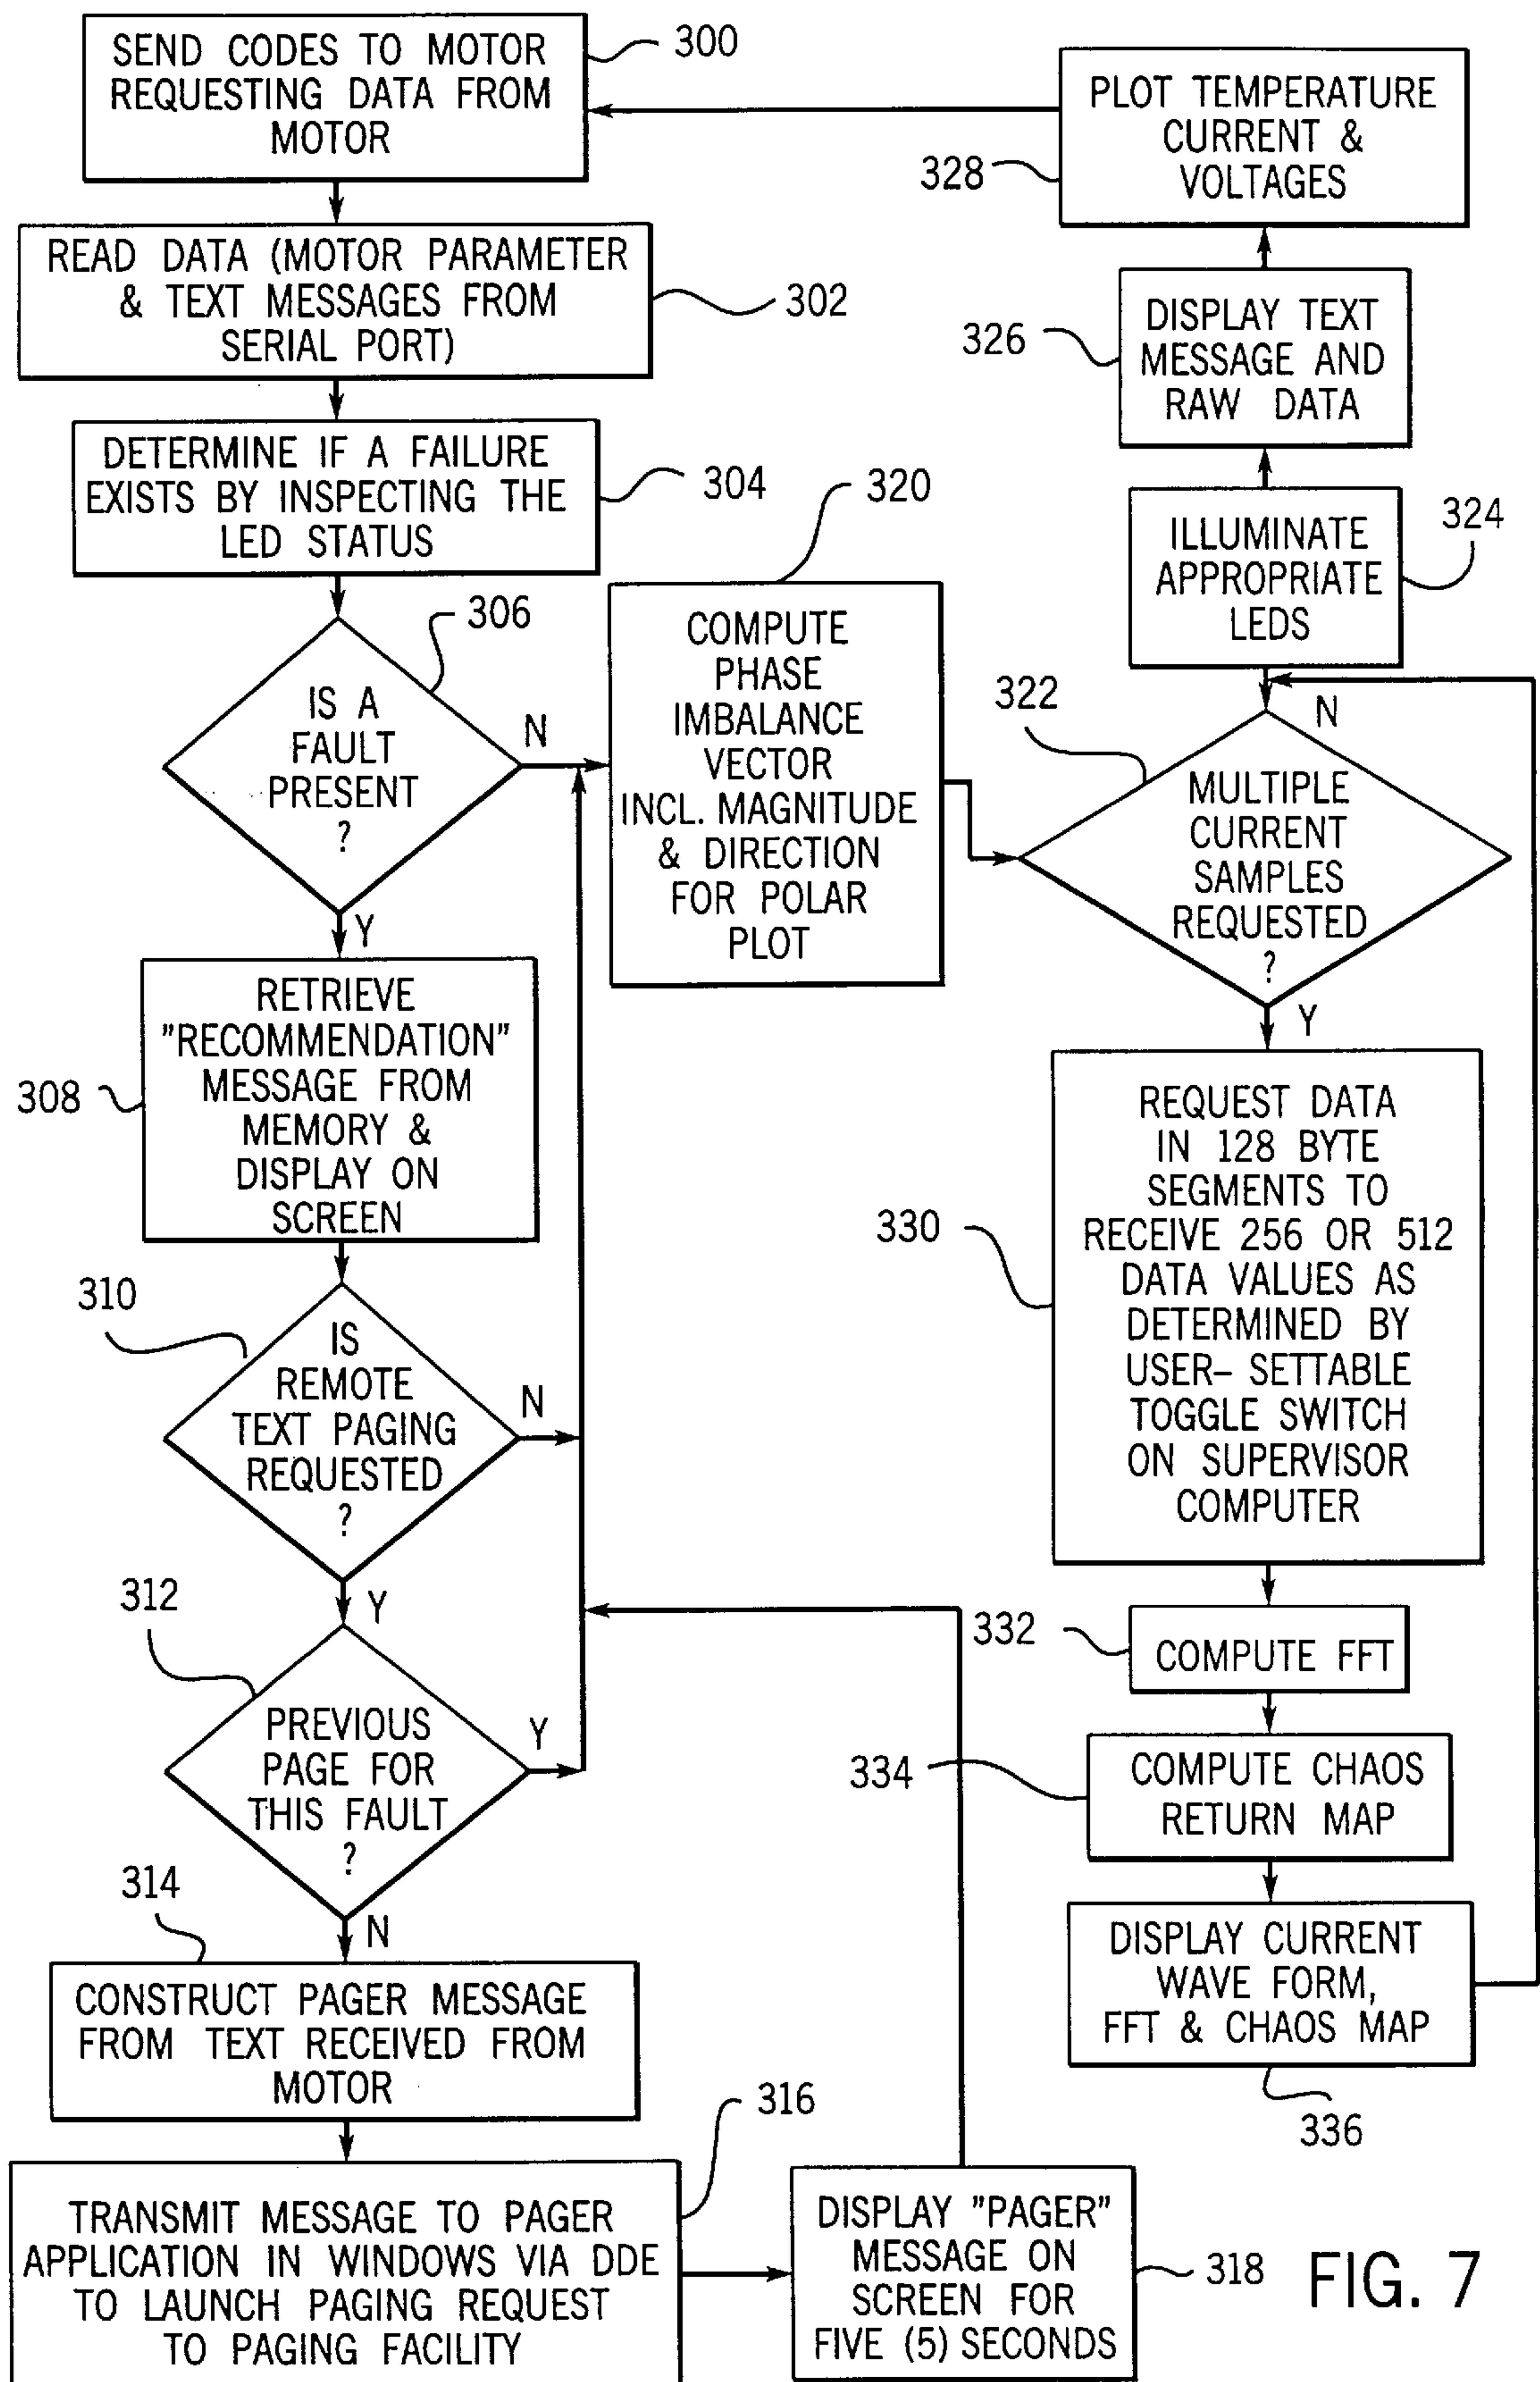 SEND CODES TO MOTOR
REQUESTING DATA FROM
MOTOR
300
READ DATA (MOTOR PARAMETER
& TEXT MESSAGES FROM
SERIAL PORT)
302
DETERMINE IF A FAILURE
EXISTS BY INSPECTING THE
LED STATUS
304
306
IS A
FAULT
PRESENT
?
N
Y
RETRIEVE
"RECOMMENDATION"
MESSAGE FROM
MEMORY &
DISPLAY ON
SCREEN
308
310
IS
REMOTE
TEXT PAGING
REQUESTED
?
N
Y
312
PREVIOUS
PAGE FOR
THIS FAULT
?
Y
N
314
CONSTRUCT PAGER MESSAGE
FROM TEXT RECEIVED FROM
MOTOR
316
TRANSMIT MESSAGE TO PAGER
APPLICATION IN WINDOWS VIA DDE
TO LAUNCH PAGING REQUEST
TO PAGING FACILITY
DISPLAY "PAGER"
MESSAGE ON
SCREEN FOR
FIVE (5) SECONDS
318
320
COMPUTE
PHASE
IMBALANCE
VECTOR
INCL. MAGNITUDE
& DIRECTION
FOR POLAR
PLOT
PLOT TEMPERATURE
CURRENT &
VOLTAGES
328
DISPLAY TEXT
MESSAGE AND
RAW DATA
326
ILLUMINATE
APPROPRIATE
LEDS
324
322
N
MULTIPLE
CURRENT
SAMPLES
REQUESTED
?
Y
REQUEST DATA
IN 128 BYTE
SEGMENTS TO
RECEIVE 256 OR 512
DATA VALUES AS
DETERMINED BY
USER- SETTABLE
TOGGLE SWITCH
ON SUPERVISOR
COMPUTER
330
332
COMPUTE FFT
334
COMPUTE CHAOS
RETURN MAP
DISPLAY CURRENT
WAVE FORM,
FFT & CHAOS MAP
336
FIG. 7